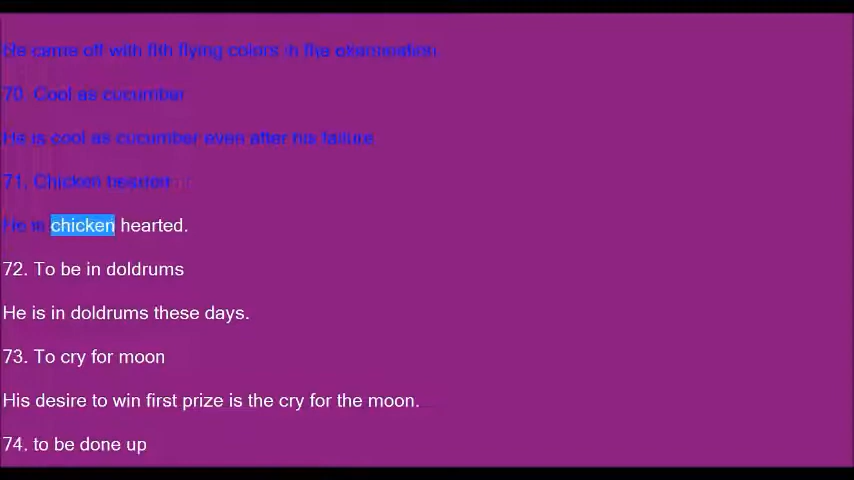 He came off with flying colors in the examination.
70. Cool as cucumber
He is cool as cucumber even after his failure
71. Chicken hearted
He is chicken hearted.
72. To be in doldrums
He is in doldrums these days.
73. To cry for moon
His desire to win first prize is the cry for the moon.
74. to be done up